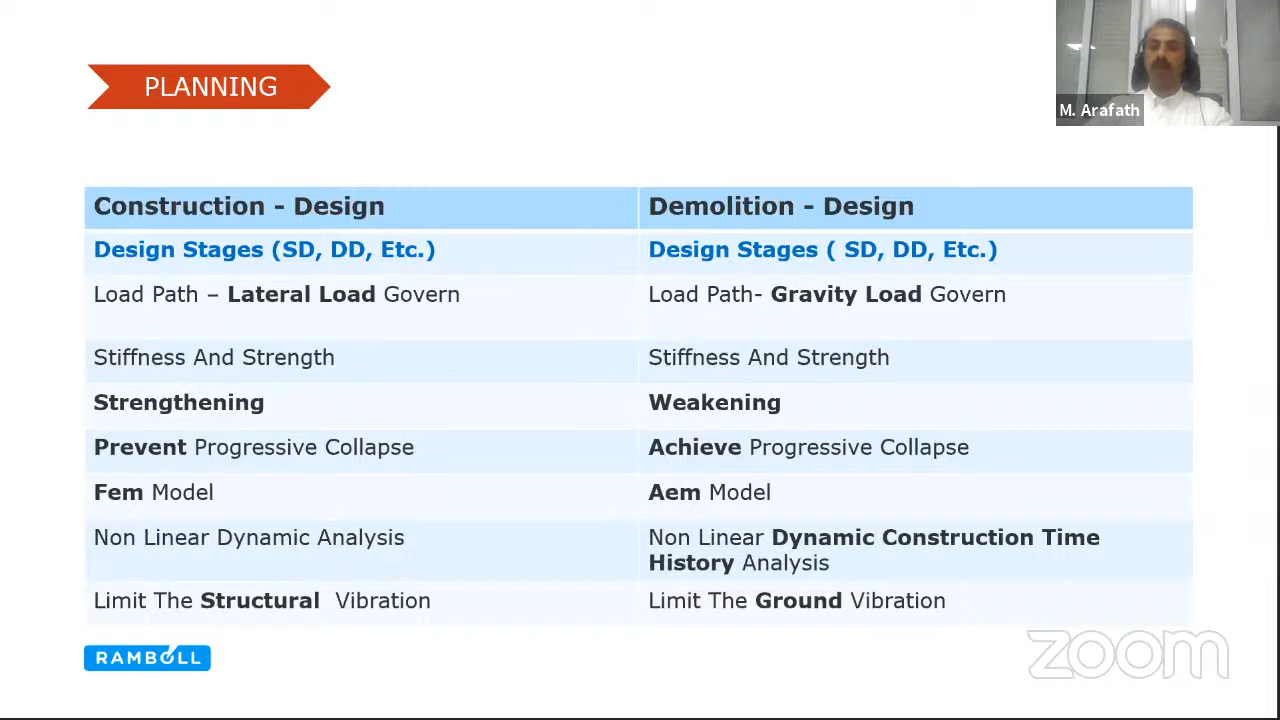 PLANNING
M. Arafath
Construction - Design
Demolition - Design
Design Stages (SD, DD, Etc.)
Design Stages ( SD, DD, Etc.)
Load Path – Lateral Load Govern
Load Path- Gravity Load Govern
Stiffness And Strength
Stiffness And Strength
Strengthening
Weakening
Prevent Progressive Collapse
Achieve Progressive Collapse
Fem Model
Aem Model
Non Linear Dynamic Analysis
Non Linear Dynamic Construction Time
History Analysis
Limit The Structural Vibration
Limit The Ground Vibration
RAMBOLL
zoom